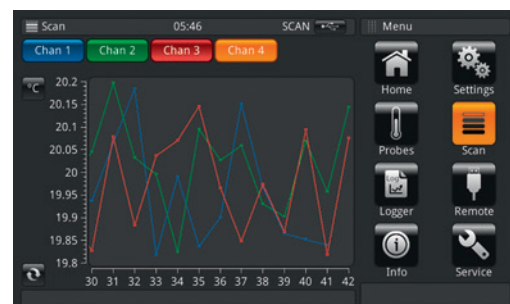 Scan 05:46 SCAN
Menu
Chan 1 Chan 2 Chan 3 Chan 4
°C
20.2
20.15
20.1
20.05
20
19.95
19.9
19.85
19.8
30 31 32 33 34 35 36 37 38 39 40 41 42
Home Settings
Probes Scan
Log
Logger Remote
Info Service